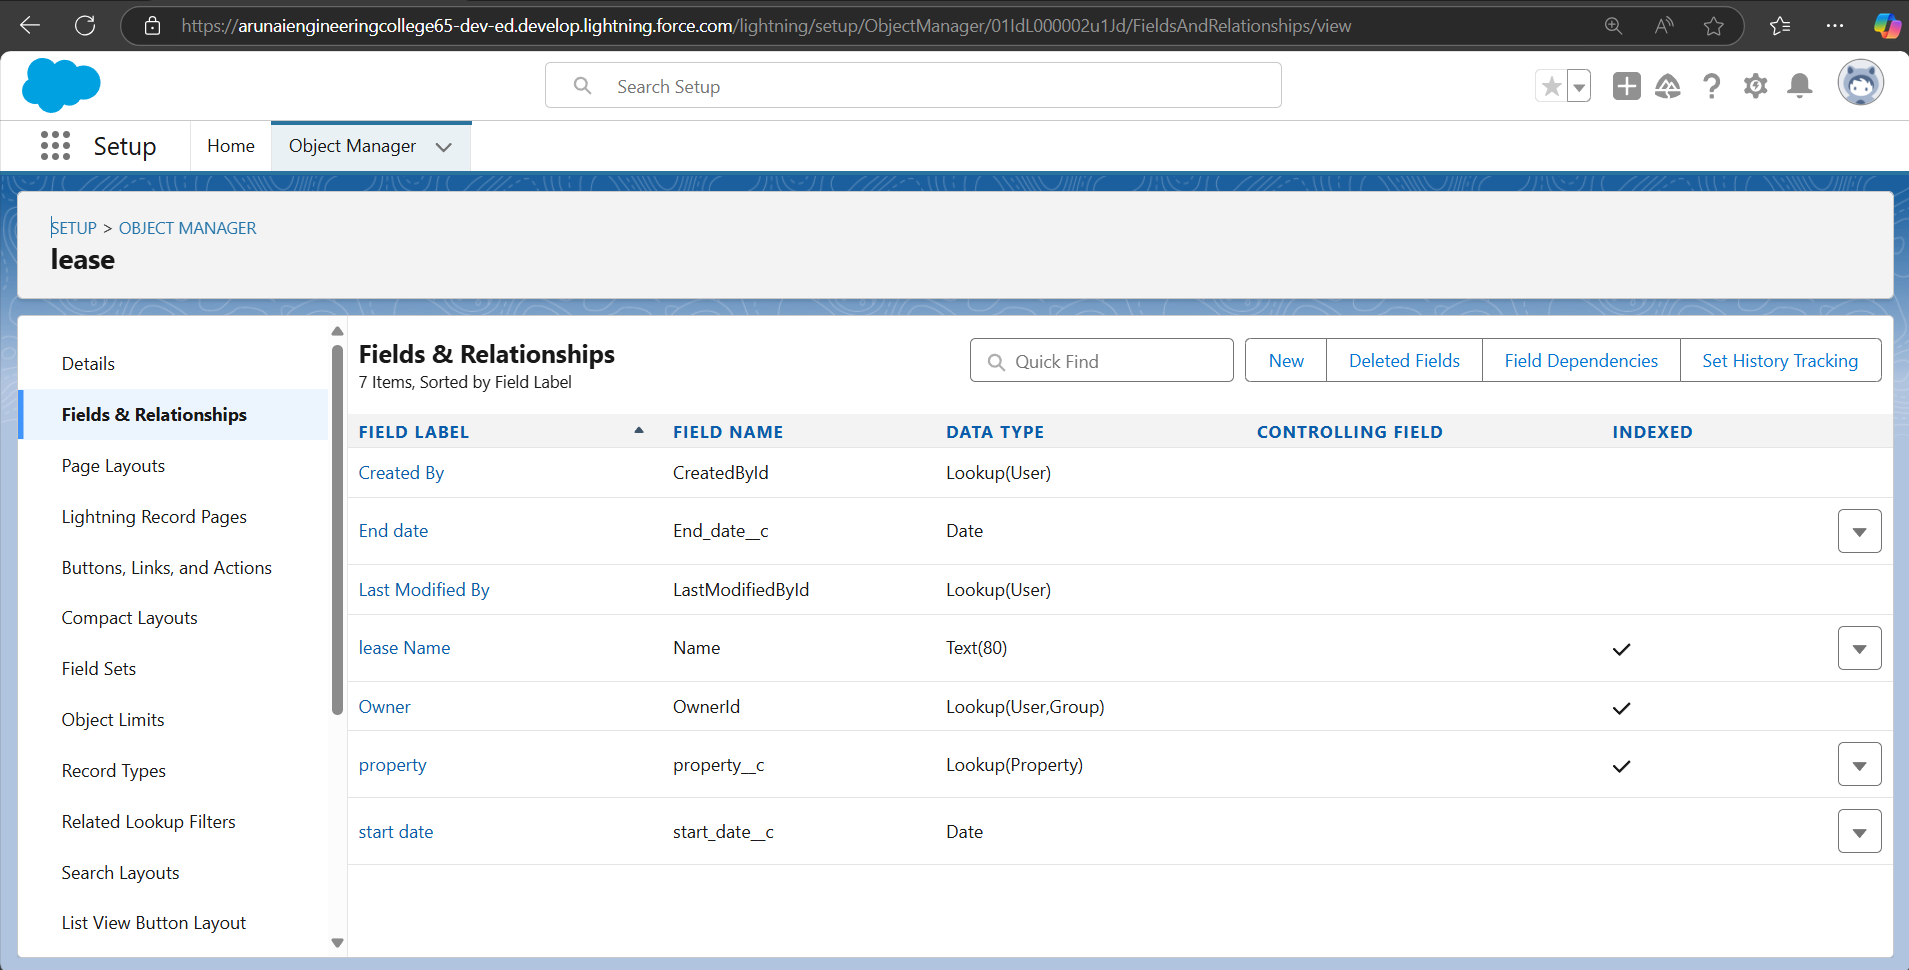 https://arunaiengineeringcollege65-dev-ed.develop.lightning.force.com/lightning/setup/ObjectManager/01IdL000002u1Jd/FieldsAndRelationships/view
Search Setup
Setup
Home
Object Manager
SETUP > OBJECT MANAGER
lease
Details
Fields & Relationships
Page Layouts
Lightning Record Pages
Buttons, Links, and Actions
Compact Layouts
Field Sets
Object Limits
Record Types
Related Lookup Filters
Search Layouts
List View Button Layout
Fields & Relationships
7 Items, Sorted by Field Label
Quick Find
New
Deleted Fields
Field Dependencies
Set History Tracking
FIELD LABEL FIELD NAME DATA TYPE CONTROLLING FIELD INDEXED
Created By CreatedById Lookup(User)
End date End_date__c Date
Last Modified By LastModifiedById Lookup(User)
lease Name Name Text(80)
Owner OwnerId Lookup(User,Group)
property property__c Lookup(Property)
start date start_date__c Date